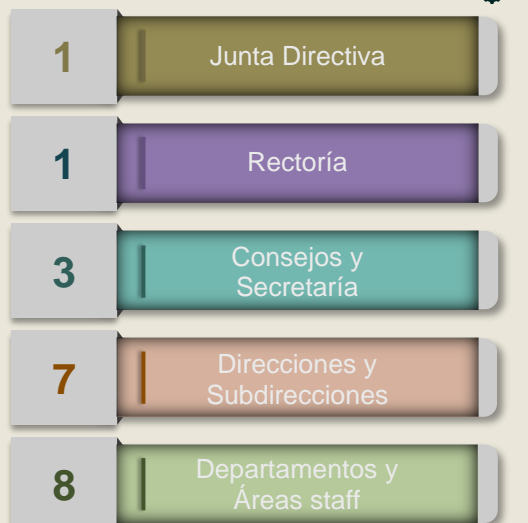 1
Junta Directiva
1
Rectoría
3
Consejos y
Secretaría
7
Direcciones y
Subdirecciones
8
Departamentos y
Áreas staff